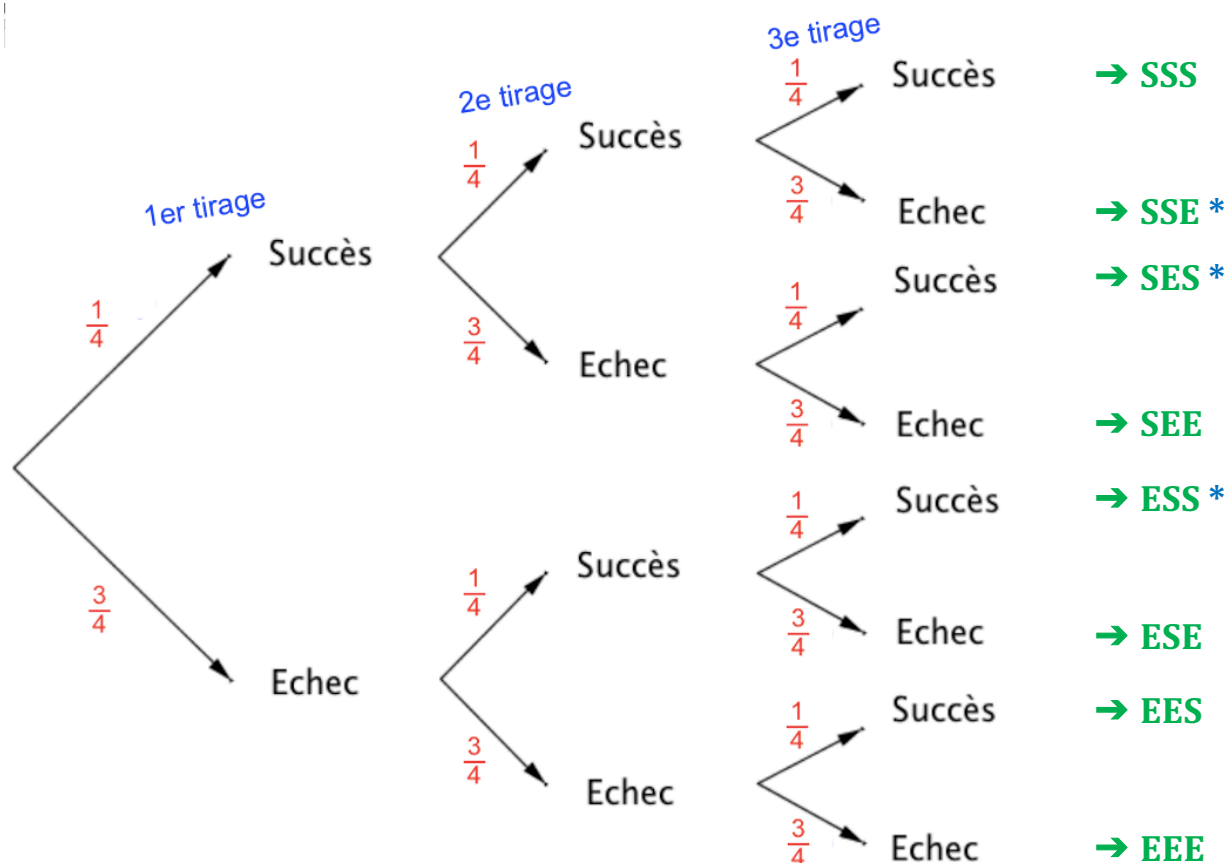 3e tirage
1/4 Succès ➔ SSS
2e tirage
1/4 Succès
3/4 Echec ➔ SSE *
1er tirage
Succès
1/4 Succès ➔ SES *
1/4
3/4 Echec
3/4 Echec ➔ SEE
1/4 Succès ➔ ESS *
1/4 Succès
3/4
3/4 Echec ➔ ESE
Echec
1/4 Succès ➔ EES
3/4 Echec
3/4 Echec ➔ EEE